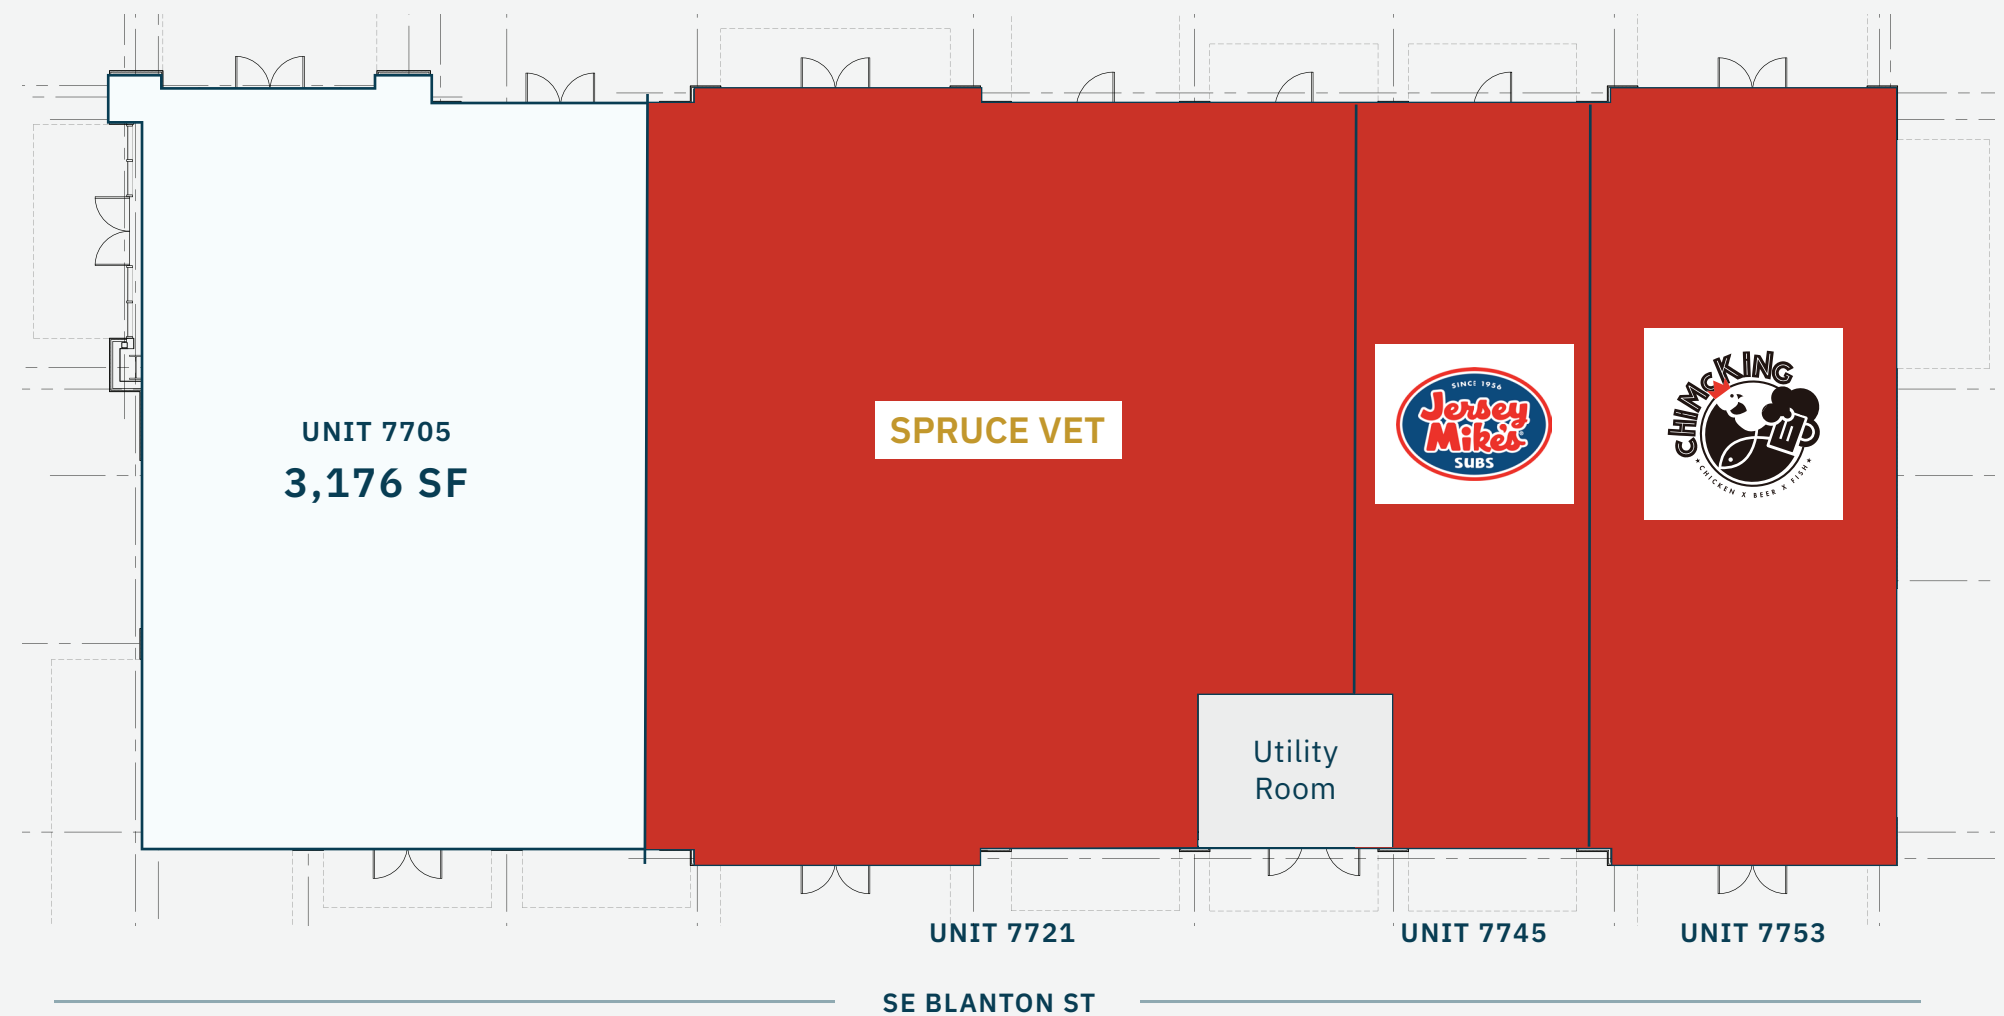 UNIT 7705
3,176 SF
SPRUCE VET
SINCE 1956
Jersey
Mike's
SUBS
CHIMcKING
CHICKEN X BEER X FISH
Utility
Room
UNIT 7721
UNIT 7745
UNIT 7753
SE BLANTON ST